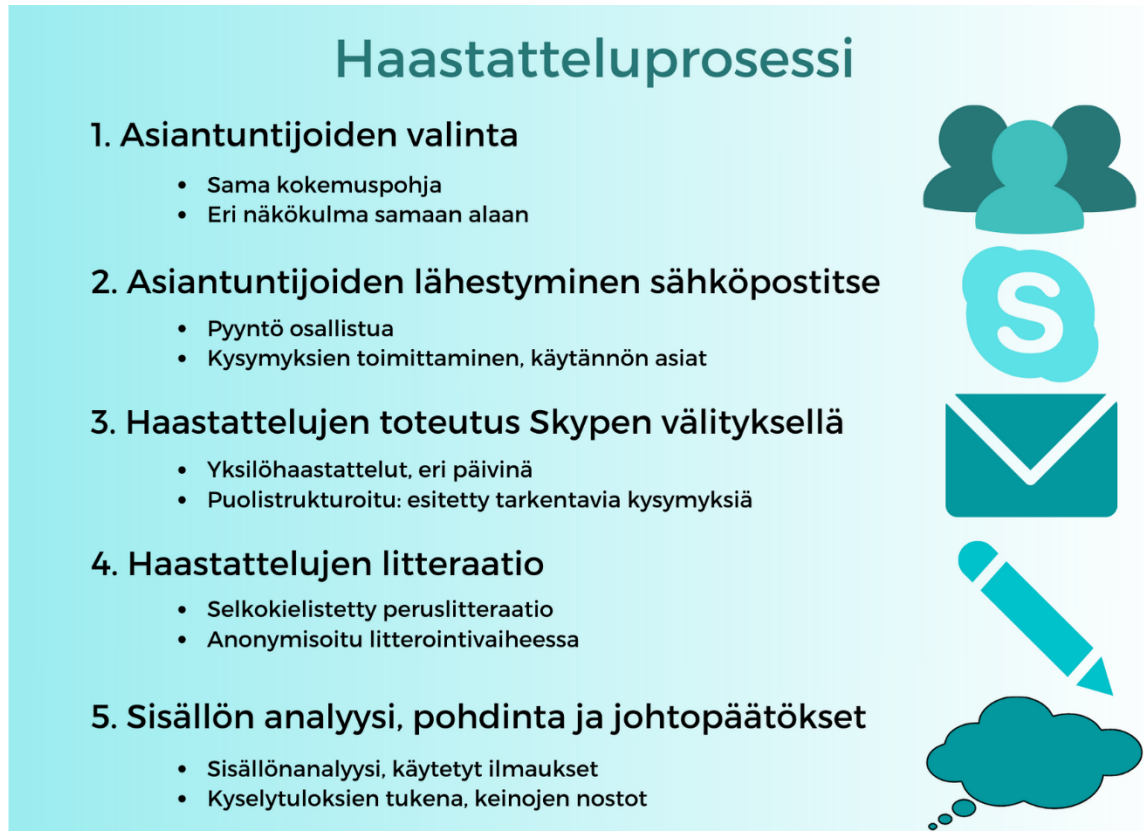 Haastatteluprosessi
1. Asiantuntijoiden valinta
• Sama kokemuspohja
• Eri näkökulma samaan alaan
2. Asiantuntijoiden lähestyminen sähköpostitse
• Pyyntö osallistua
• Kysymyksien toimittaminen, käytännön asiat
3. Haastattelujen toteutus Skypen välityksellä
• Yksilöhaastattelut, eri päivinä
• Puolistrukturoitu: esitetty tarkentavia kysymyksiä
4. Haastattelujen litteraatio
• Selkokielistetty peruslitteraatio
• Anonymisoitu litterointivaiheessa
5. Sisällön analyysi, pohdinta ja johtopäätökset
• Sisällönanalyysi, käytetyt ilmaukset
• Kyselytuloksien tukena, keinojen nostot
S